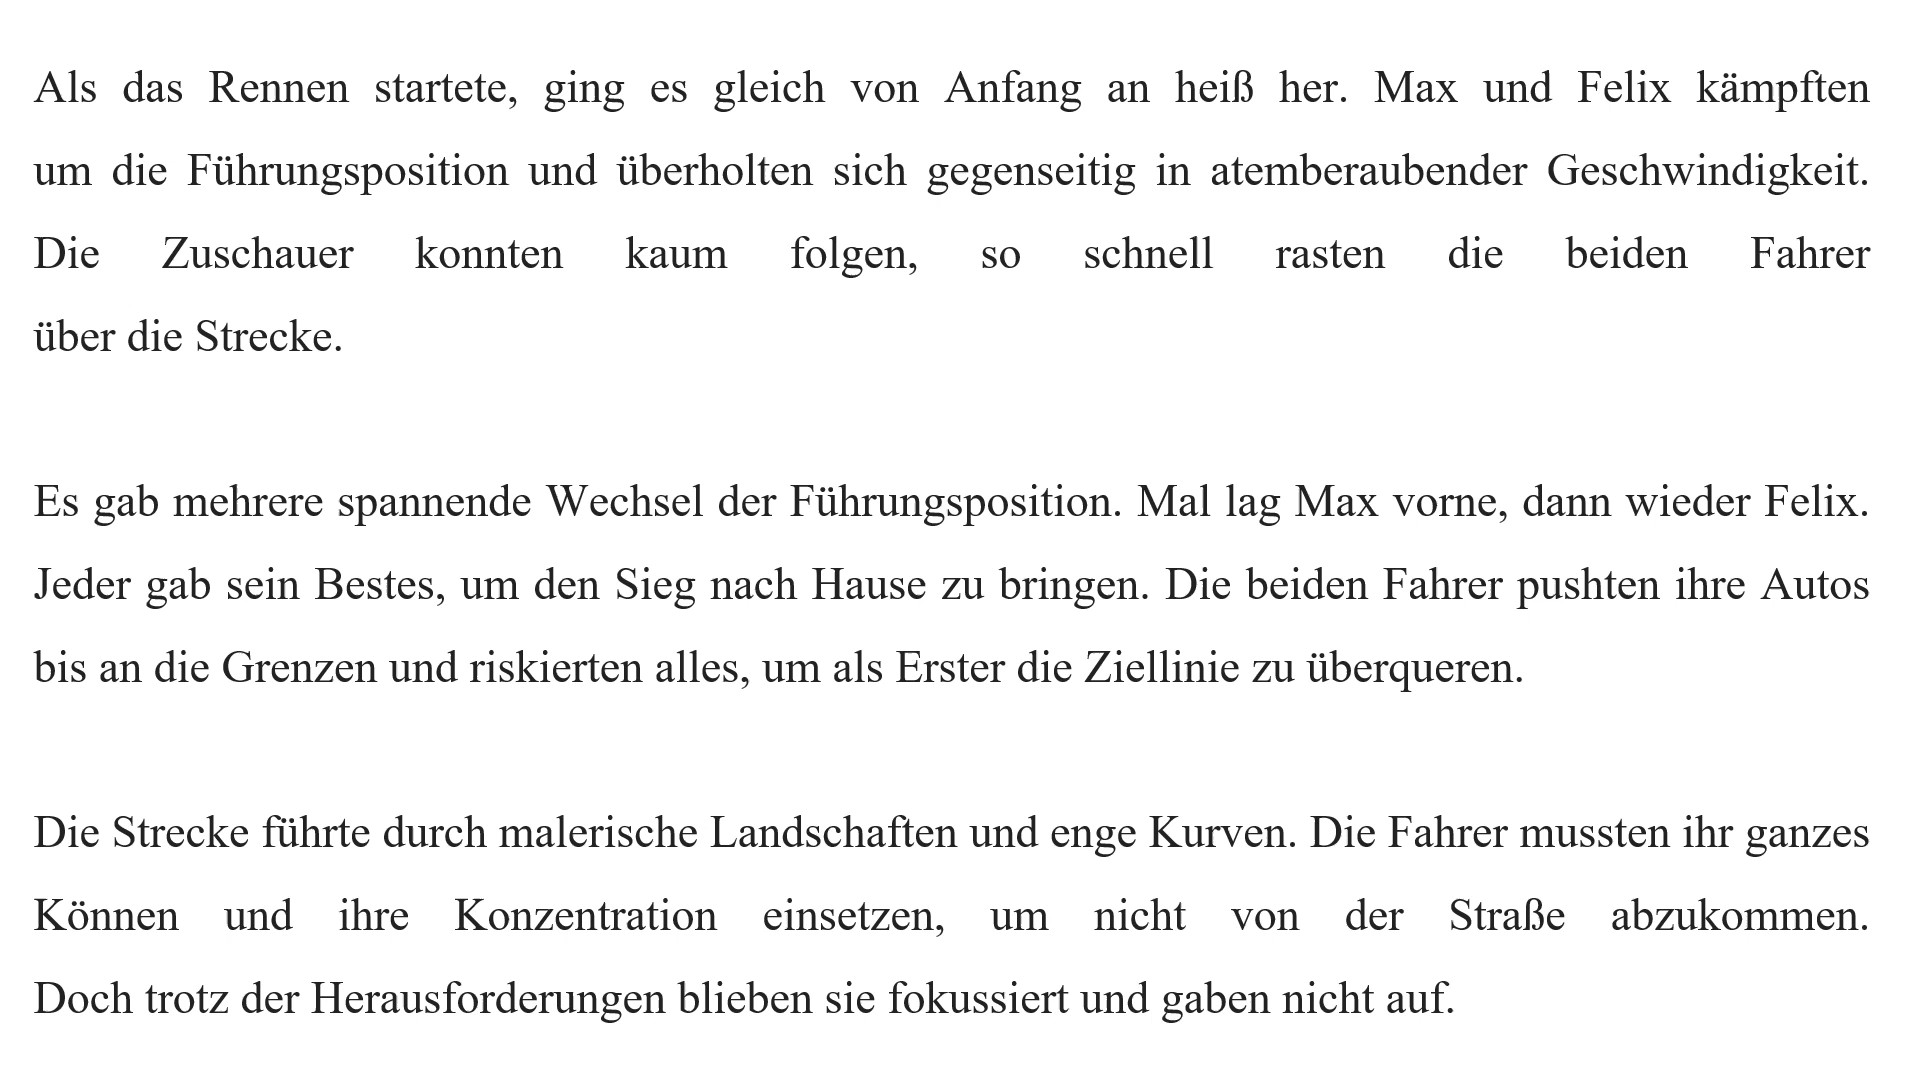 Als das Rennen startete, ging es gleich von Anfang an heiß her. Max und Felix kämpften
um die Führungsposition und überholten sich gegenseitig in atemberaubender Geschwindigkeit.
Die Zuschauer konnten kaum folgen, so schnell rasten die beiden Fahrer
über die Strecke.
Es gab mehrere spannende Wechsel der Führungsposition. Mal lag Max vorne, dann wieder Felix.
Jeder gab sein Bestes, um den Sieg nach Hause zu bringen. Die beiden Fahrer pushten ihre Autos
bis an die Grenzen und riskierten alles, um als Erster die Ziellinie zu überqueren.
Die Strecke führte durch malerische Landschaften und enge Kurven. Die Fahrer mussten ihr ganzes
Können und ihre Konzentration einsetzen, um nicht von der Straße abzukommen.
Doch trotz der Herausforderungen blieben sie fokussiert und gaben nicht auf.